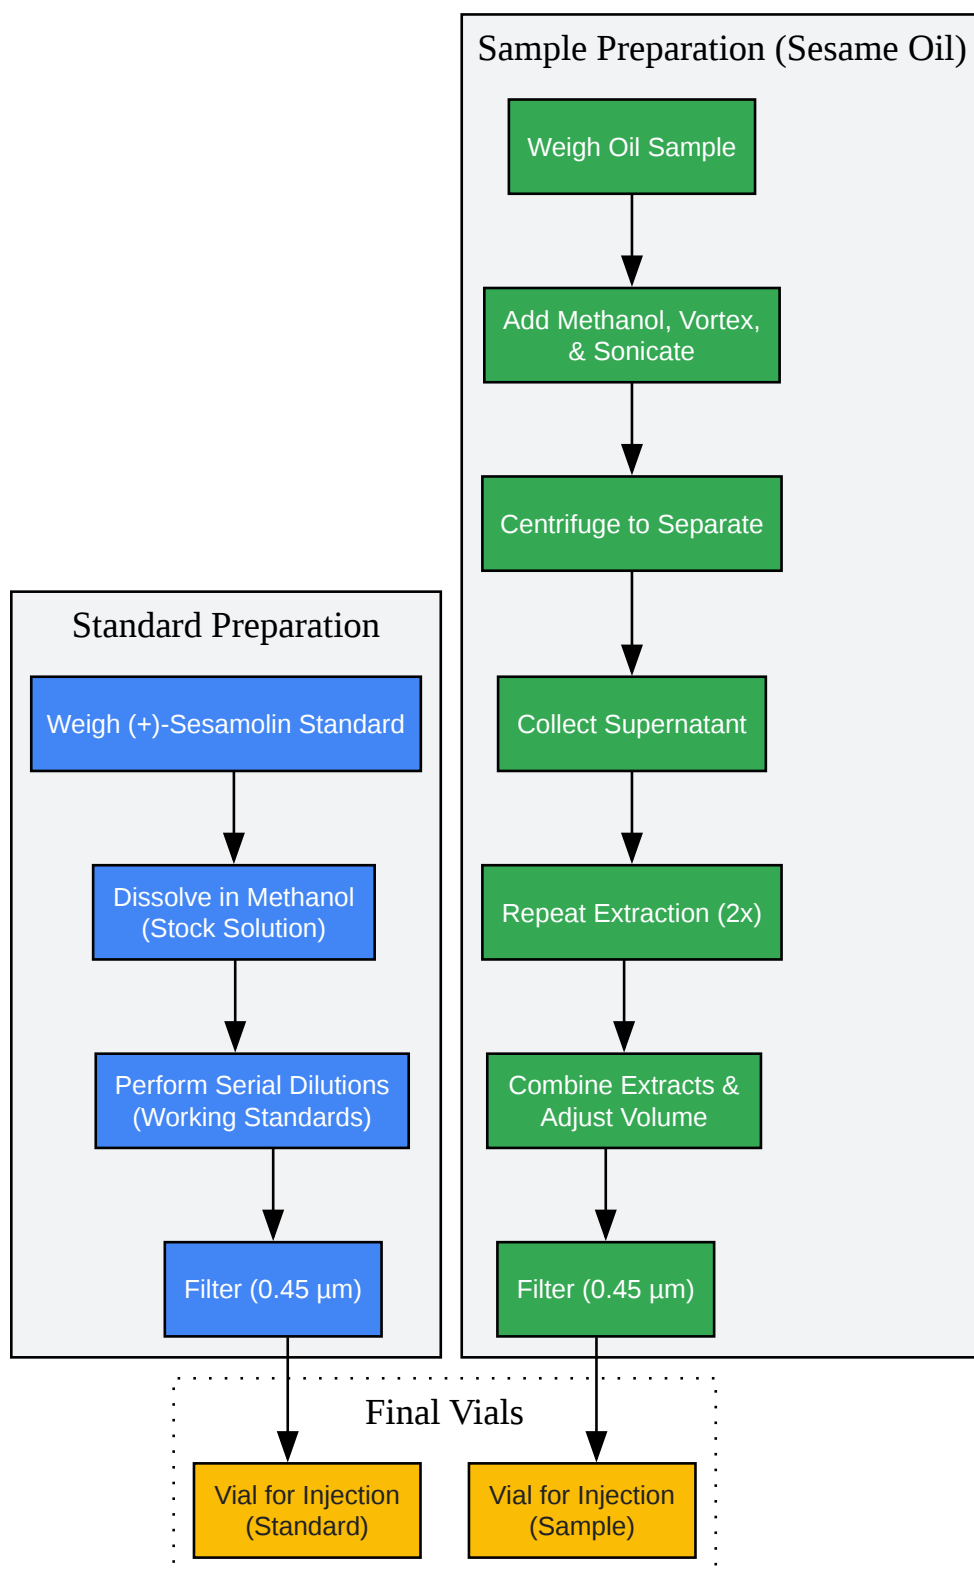 Sample Preparation (Sesame Oil)
Weigh Oil Sample
Add Methanol, Vortex,
& Sonicate
Centrifuge to Separate
Collect Supernatant
Repeat Extraction (2x)
Combine Extracts &
Adjust Volume
Filter (0.45 µm)
Standard Preparation
Weigh (+)-Sesamolin Standard
Dissolve in Methanol
(Stock Solution)
Perform Serial Dilutions
(Working Standards)
Filter (0.45 µm)
Final Vials
Vial for Injection
(Standard)
Vial for Injection
(Sample)